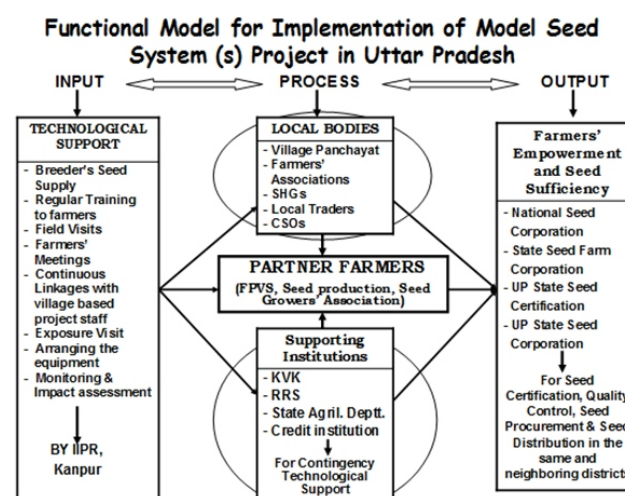 Functional Model for Implementation of Model Seed
System (s) Project in Uttar Pradesh
INPUT
PROCESS
OUTPUT
TECHNOLOGICAL
SUPPORT
- Breeder's Seed
Supply
- Regular Training
to farmers
- Field Visits
- Farmers'
Meetings
- Continuous
Linkages with
village based
project staff
- Exposure Visit
- Arranging the
equipment
- Monitoring &
Impact assessment
BY IIPR,
Kanpur
LOCAL BODIES
- Village Panchayat
- Farmers'
Associations
- SHGs
- Local Traders
- CSOs
PARTNER FARMERS
(FPVS, Seed production, Seed
Growers' Association)
Supporting
Institutions
- KVK
- RRS
- State Agril. Deptt.
- Credit institution
For Contingency
Technological
Support
Farmers'
Empowerment
and Seed
Sufficiency
- National Seed
Corporation
- State Seed Farm
Corporation
- UP State Seed
Certification
- UP State Seed
Corporation
For Seed
Certification, Quality
Control, Seed
Procurement & Seed
Distribution in the
same and
neighboring districts